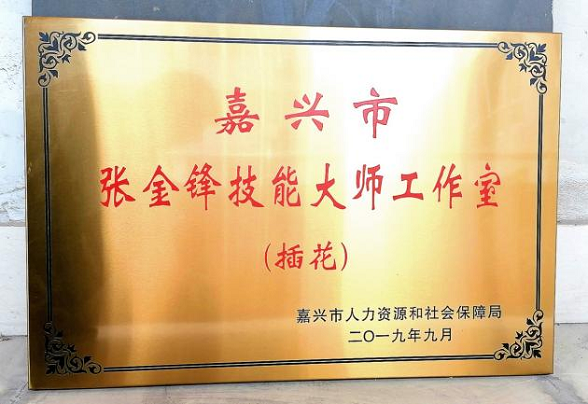 嘉兴市
张金锋技能大师工作室
(插花)
嘉兴市人力资源和社会保障局
二〇一九年九月